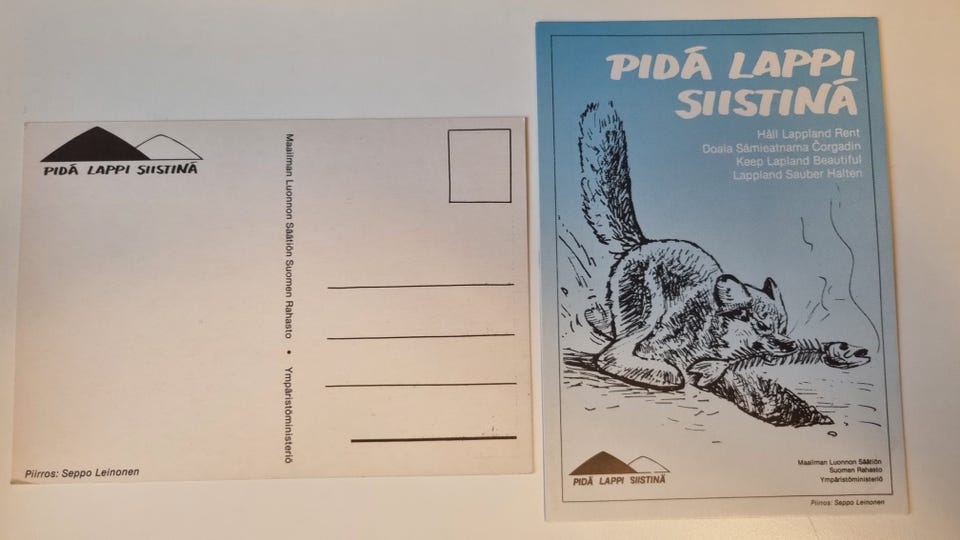 PIDÄ LAPPI SIISTINÄ
Maailman Luonnon Säätiön Suomen Rahasto • Ympäristöministeriö
Piirros: Seppo Leinonen
PIDÄ LAPPI
SIISTINÄ
Håll Lappland Rent
Doala Sámieatnama Čorgadin
Keep Lapland Beautiful
Lappland Sauber Halten
PIDÄ LAPPI SIISTINÄ
Maailman Luonnon Säätiön
Suomen Rahasto
Ympäristöministeriö
Piirros: Seppo Leinonen